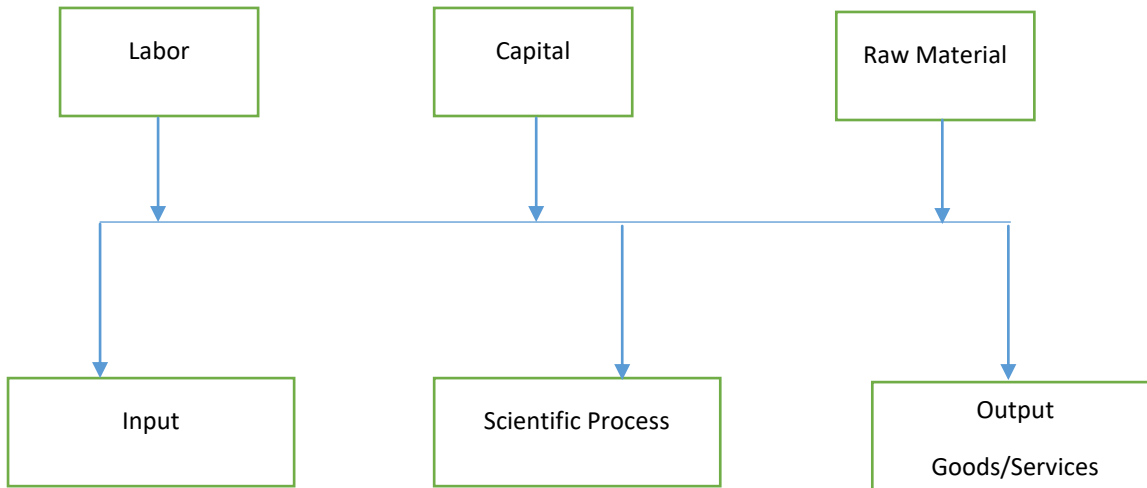 Labor
Capital
Raw Material
Input
Scientific Process
Output
Goods/Services